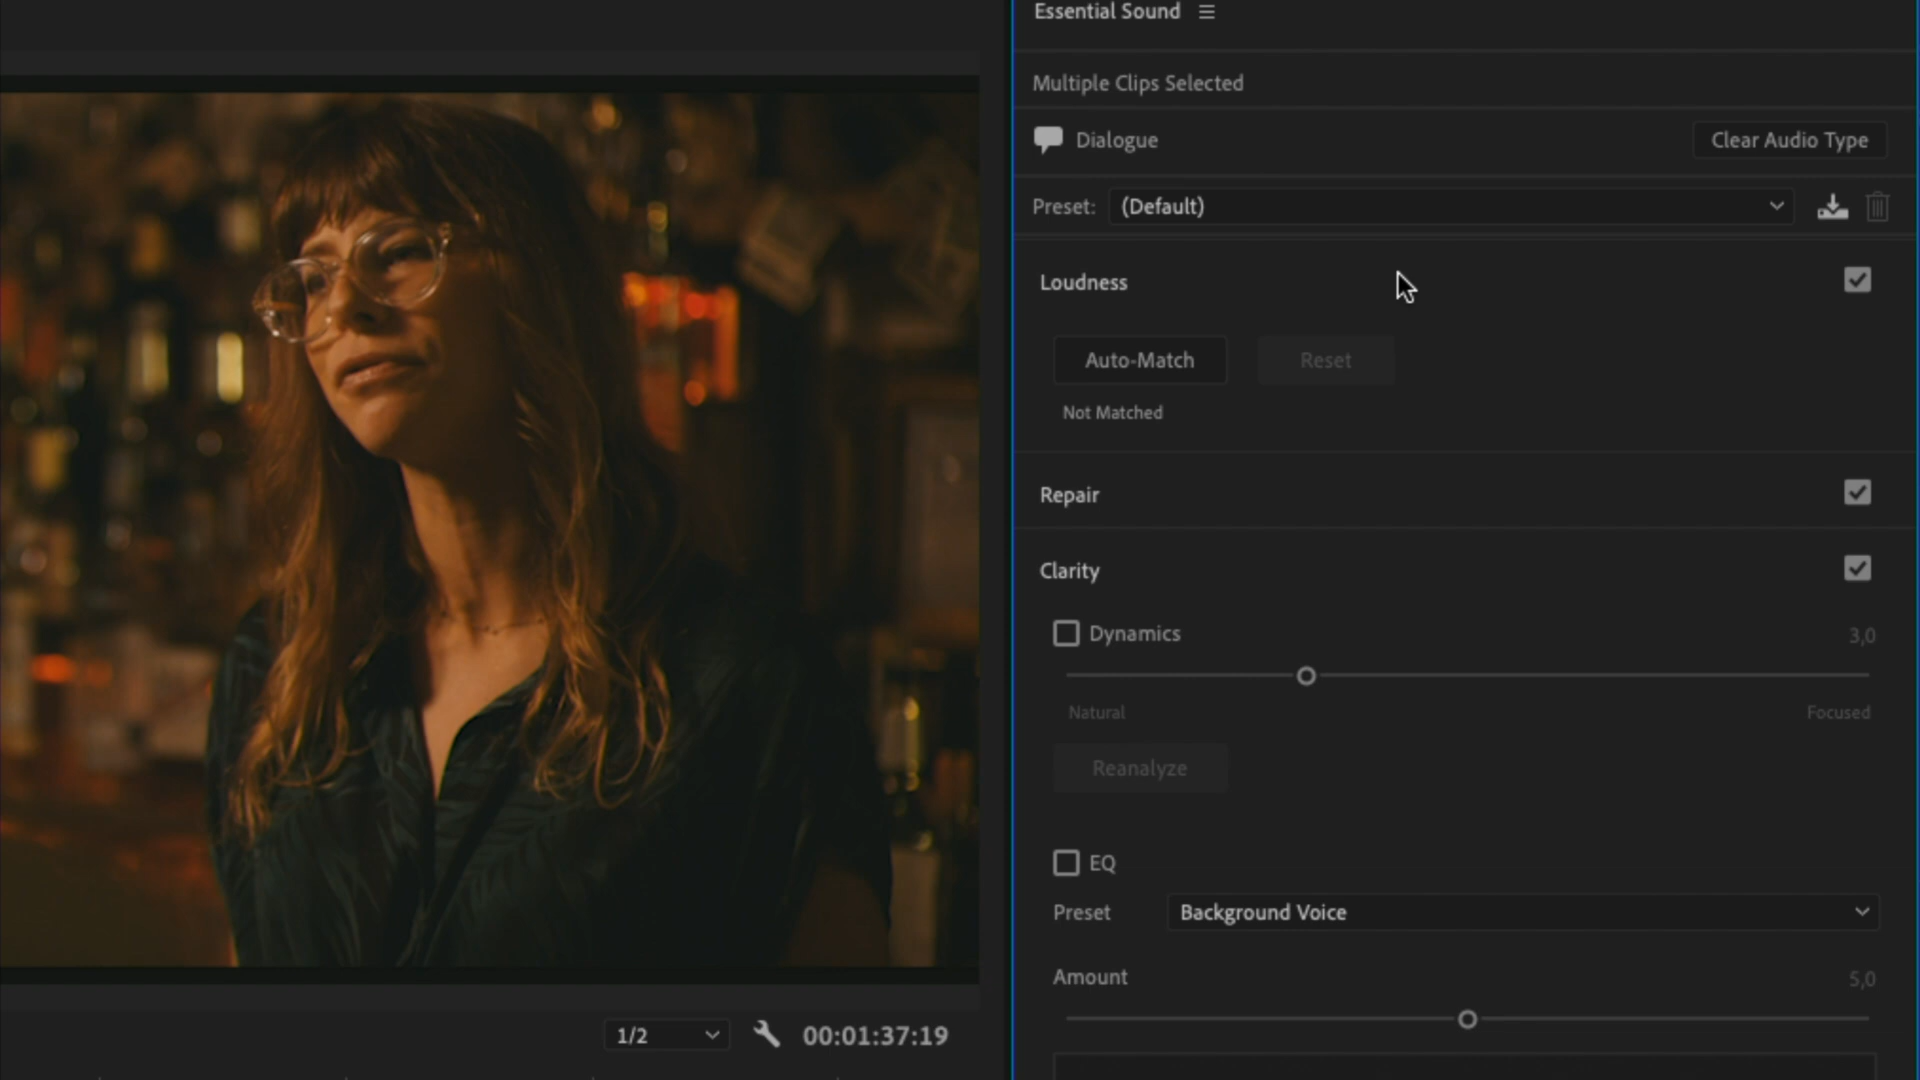 Essential Sound
Multiple Clips Selected
Dialogue
Clear Audio Type
Preset:
(Default)
Loudness
Auto-Match
Reset
Not Matched
Repair
Clarity
Dynamics
3,0
Natural
Focused
Reanalyze
EQ
Preset
Background Voice
Amount
5,0
1/2
00:01:37:19